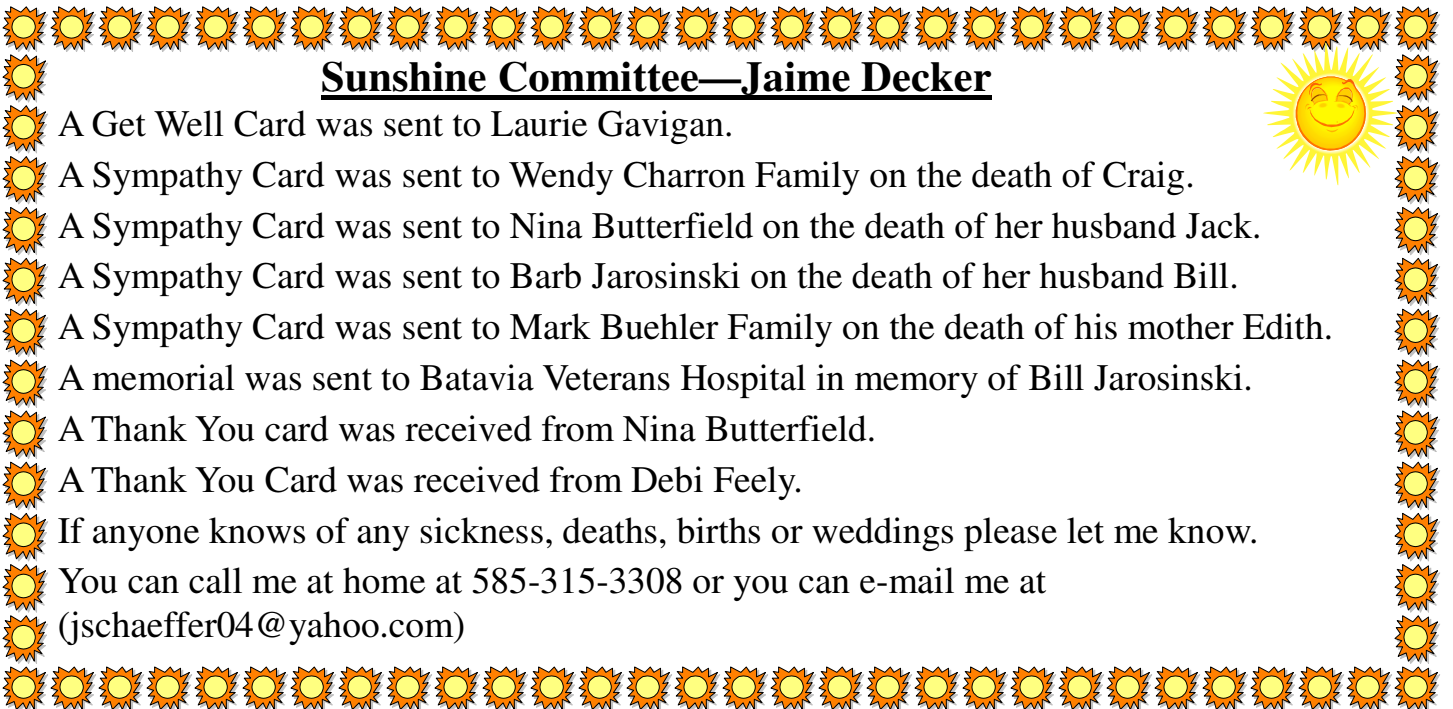 Sunshine Committee—Jaime Decker
A Get Well Card was sent to Laurie Gavigan.
A Sympathy Card was sent to Wendy Charron Family on the death of Craig.
A Sympathy Card was sent to Nina Butterfield on the death of her husband Jack.
A Sympathy Card was sent to Barb Jarosinski on the death of her husband Bill.
A Sympathy Card was sent to Mark Buehler Family on the death of his mother Edith.
A memorial was sent to Batavia Veterans Hospital in memory of Bill Jarosinski.
A Thank You card was received from Nina Butterfield.
A Thank You Card was received from Debi Feely.
If anyone knows of any sickness, deaths, births or weddings please let me know.
You can call me at home at 585-315-3308 or you can e-mail me at
(jschaeffer04@yahoo.com)